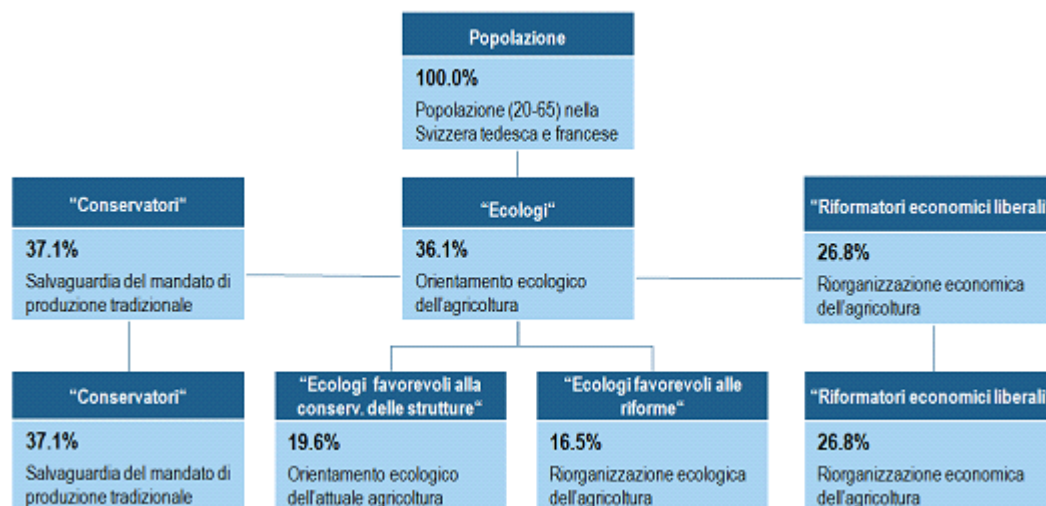 Popolazione
100.0%
Popolazione (20-65) nella
Svizzera tedesca e francese
"Conservatori"
37.1%
Salvaguardia del mandato di
produzione tradizionale
"Ecologi"
36.1%
Orientamento ecologico
dell'agricoltura
"Riformatori economici liberali
26.8%
Riorganizzazione economica
dell'agricoltura
"Conservatori"
37.1%
Salvaguardia del mandato di
produzione tradizionale
"Ecologi favorevoli alla
conserv. delle strutture"
19.6%
Orientamento ecologico
dell'attuale agricoltura
"Ecologi favorevoli alle
riforme"
16.5%
Riorganizzazione ecologica
dell'agricoltura
"Riformatori economici liberali
26.8%
Riorganizzazione economica
dell'agricoltura